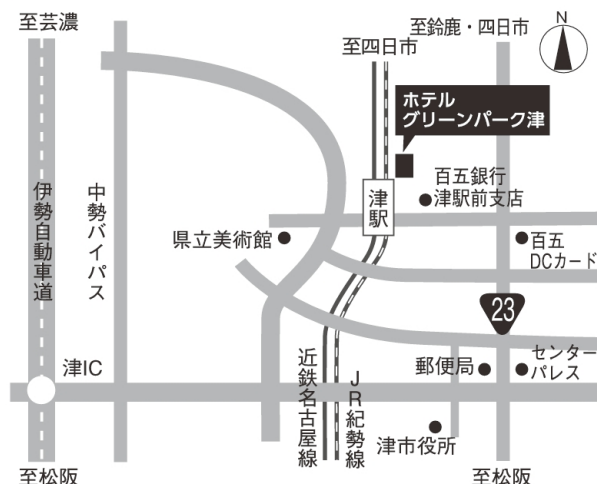 至芸濃
至四日市
至鈴鹿・四日市
N
ホテル
グリーンパーク津
百五銀行
津駅前支店
津駅
県立美術館
百五
DCカード
伊勢自動車道
中勢バイパス
23
津IC
近鉄名古屋線
JR紀勢線
郵便局
センター
パレス
津市役所
至松阪
至松阪